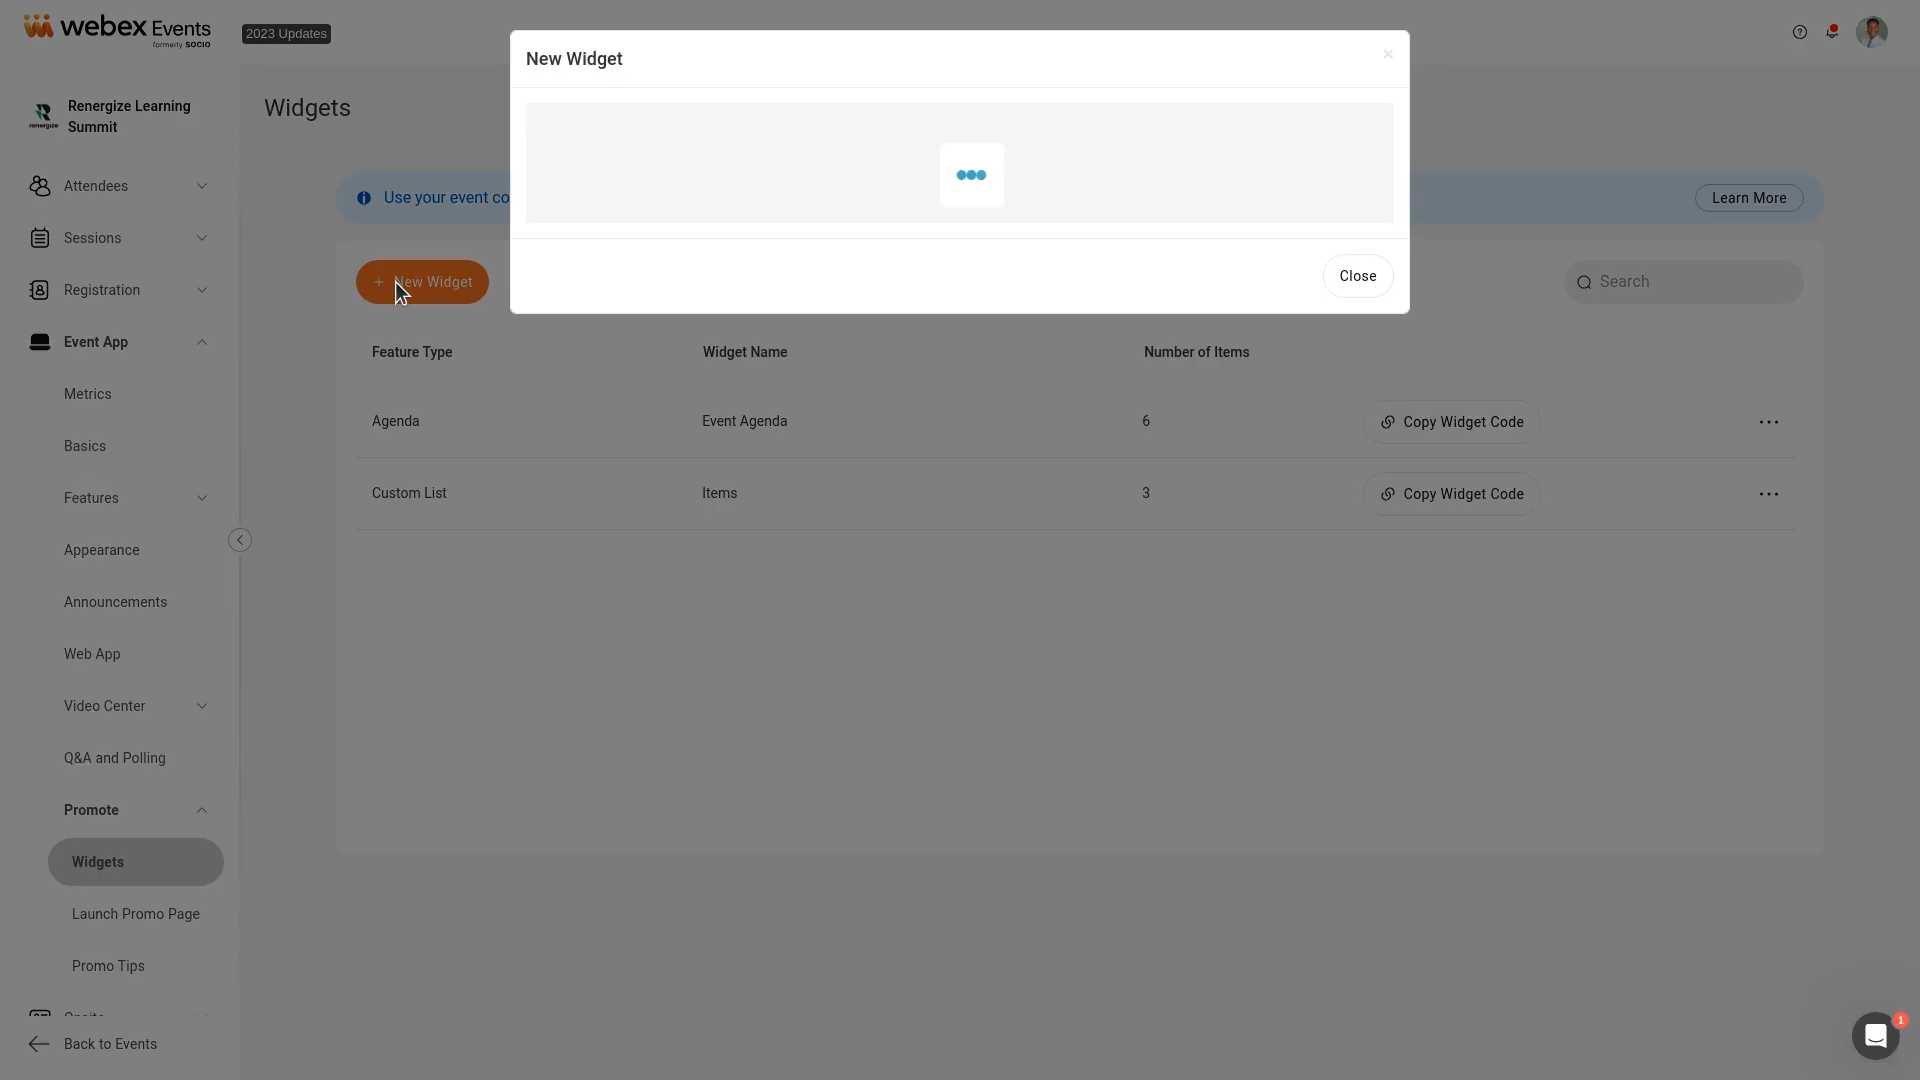 webex Events
formerly SOCIO
2023 Updates
New Widget
×
Renergize Learning
Summit
renergize
Widgets
Attendees
Use your event co
Learn More
Sessions
+ New Widget
Close
Search
Registration
Event App
Feature Type
Widget Name
Number of Items
Metrics
Agenda
Event Agenda
6
Copy Widget Code
Basics
Custom List
Items
3
Copy Widget Code
Features
Appearance
Announcements
Web App
Video Center
Q&A and Polling
Promote
Widgets
Launch Promo Page
Promo Tips
Onsite
Back to Events
1